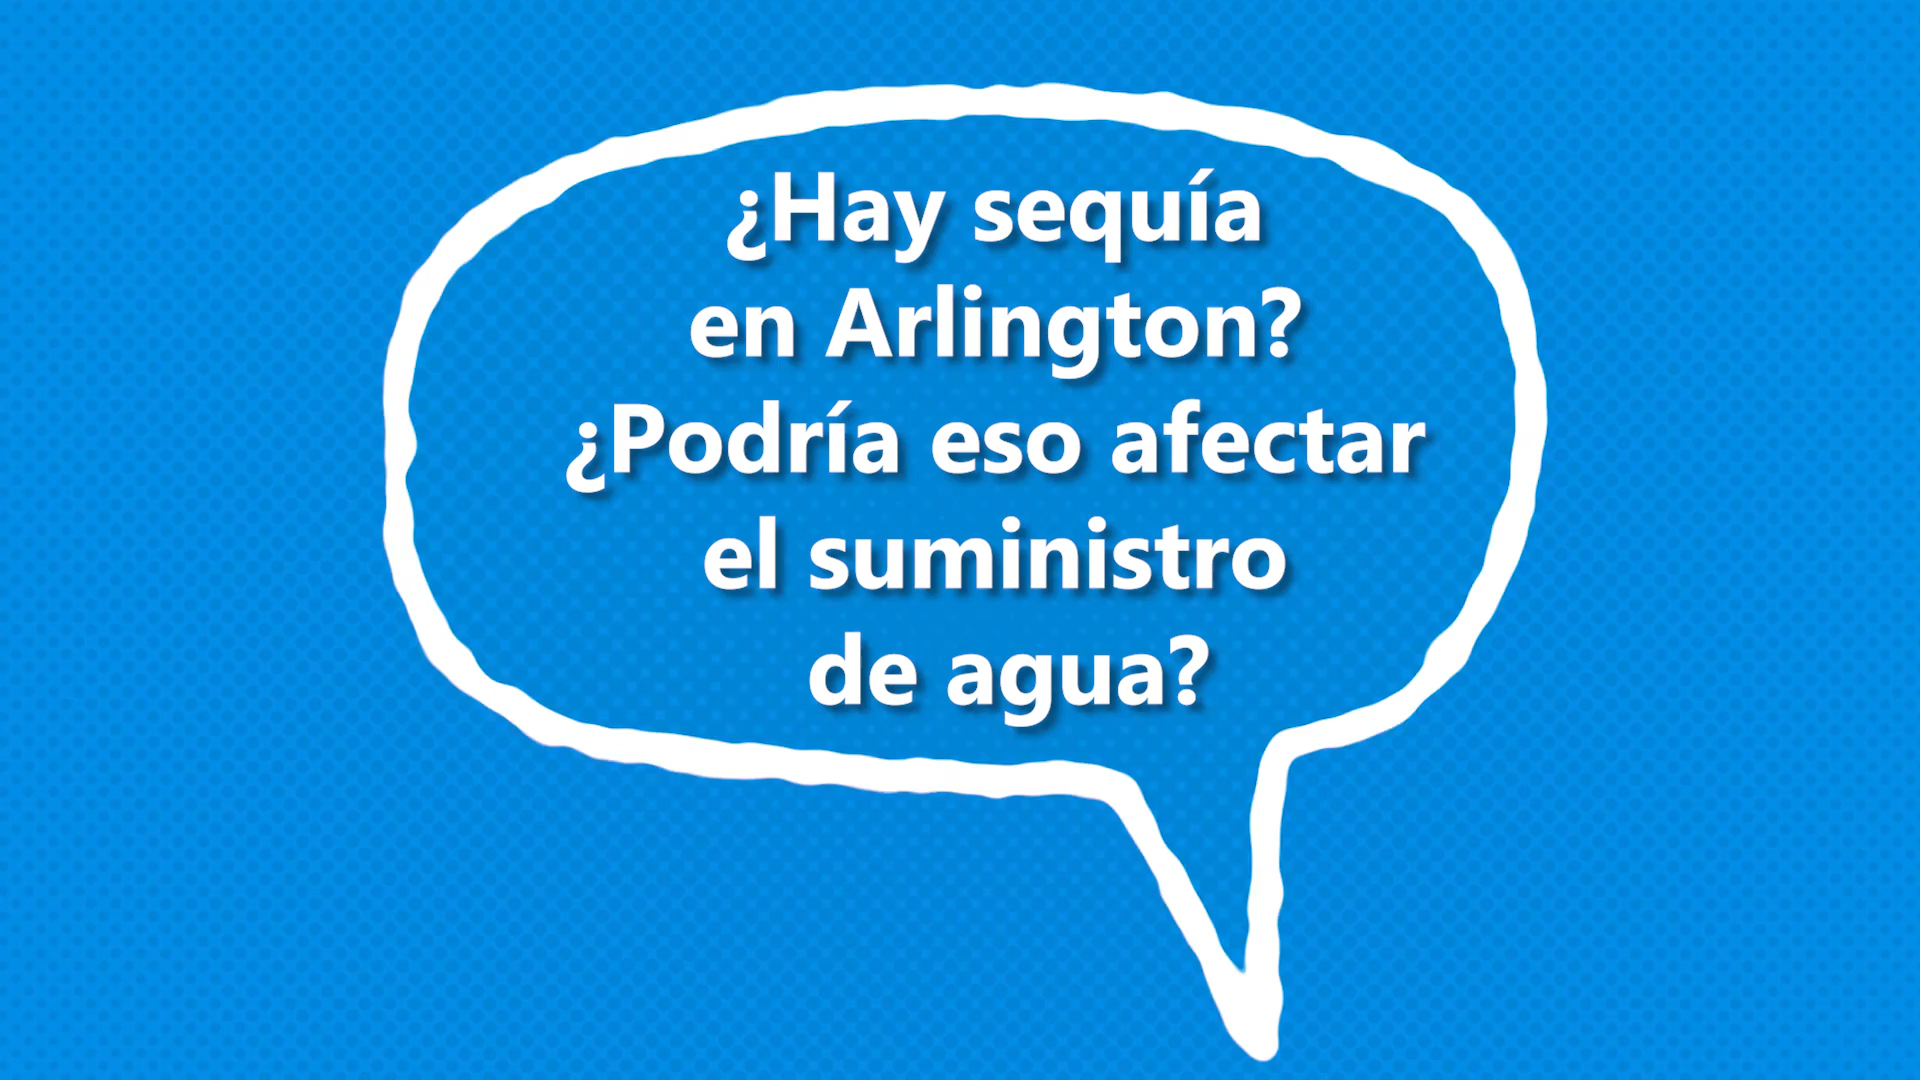 ¿Hay sequía
en Arlington?
¿Podría eso afectar
el suministro
de agua?